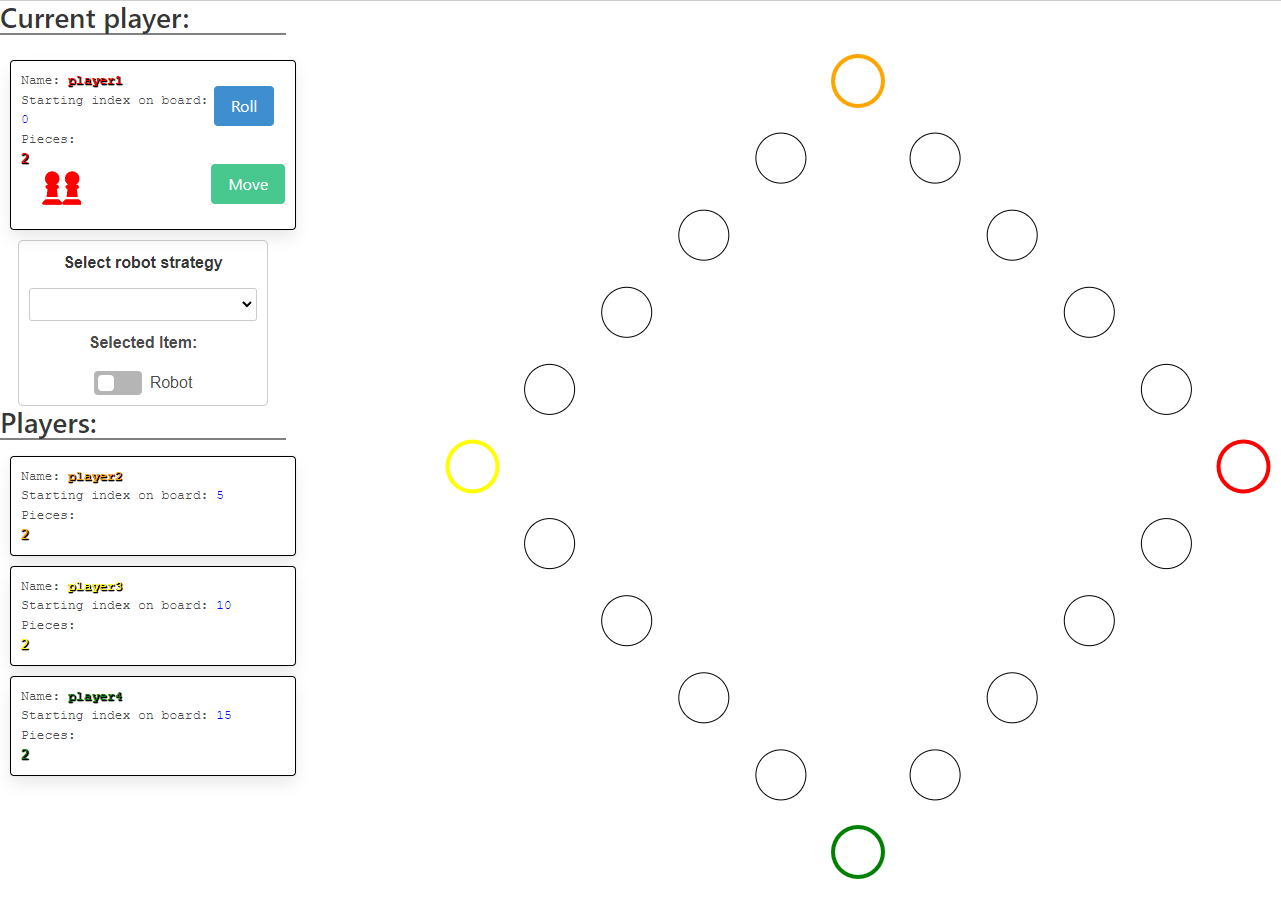 Current player:
Name: player1
Starting index on board:
0
Pieces:
2
Roll
Move
Select robot strategy
Selected Item:
Robot
Players:
Name: player2
Starting index on board: 5
Pieces:
2
Name: player3
Starting index on board: 10
Pieces:
2
Name: player4
Starting index on board: 15
Pieces:
2